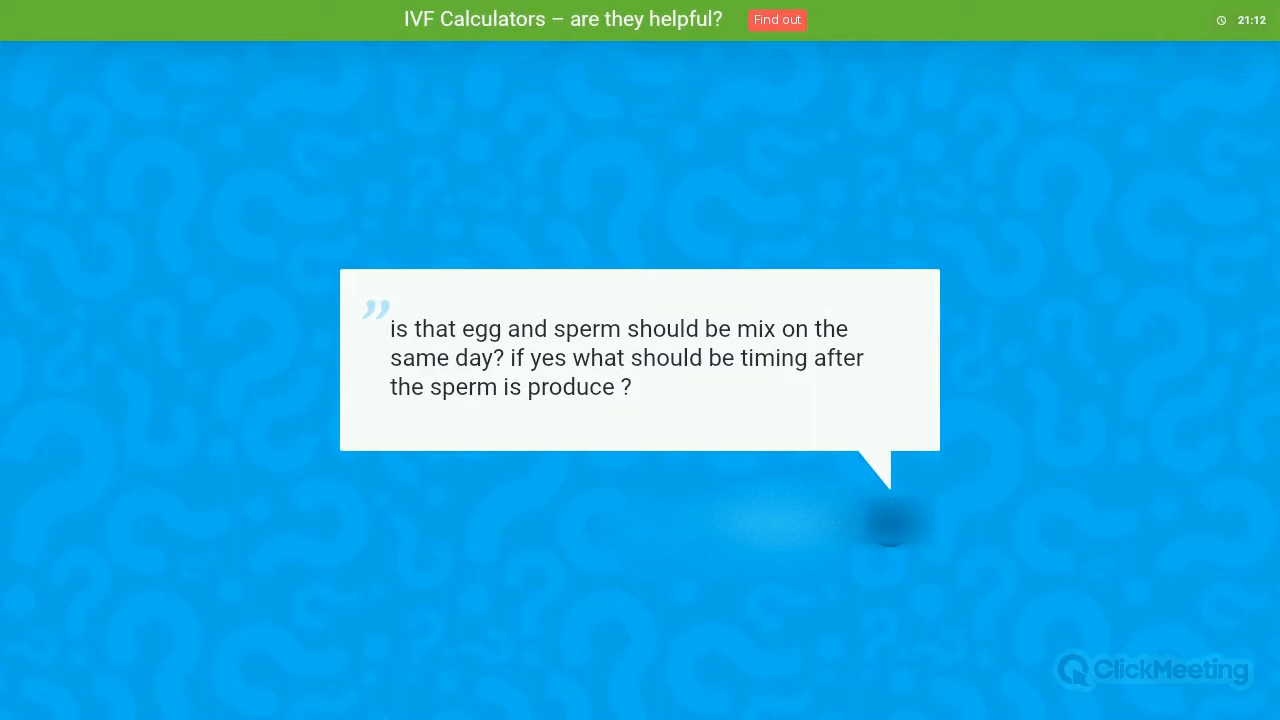 IVF Calculators – are they helpful?
Find out
21:12
is that egg and sperm should be mix on the
same day? if yes what should be timing after
the sperm is produce ?
ClickMeeting